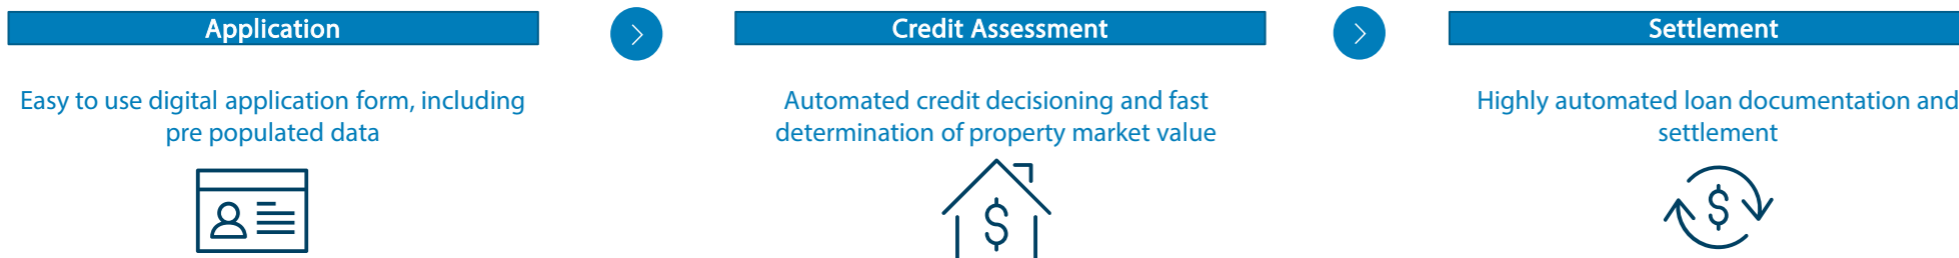 Application
Easy to use digital application form, including
pre populated data
Credit Assessment
Automated credit decisioning and fast
determination of property market value
$
Settlement
Highly automated loan documentation and
settlement
$